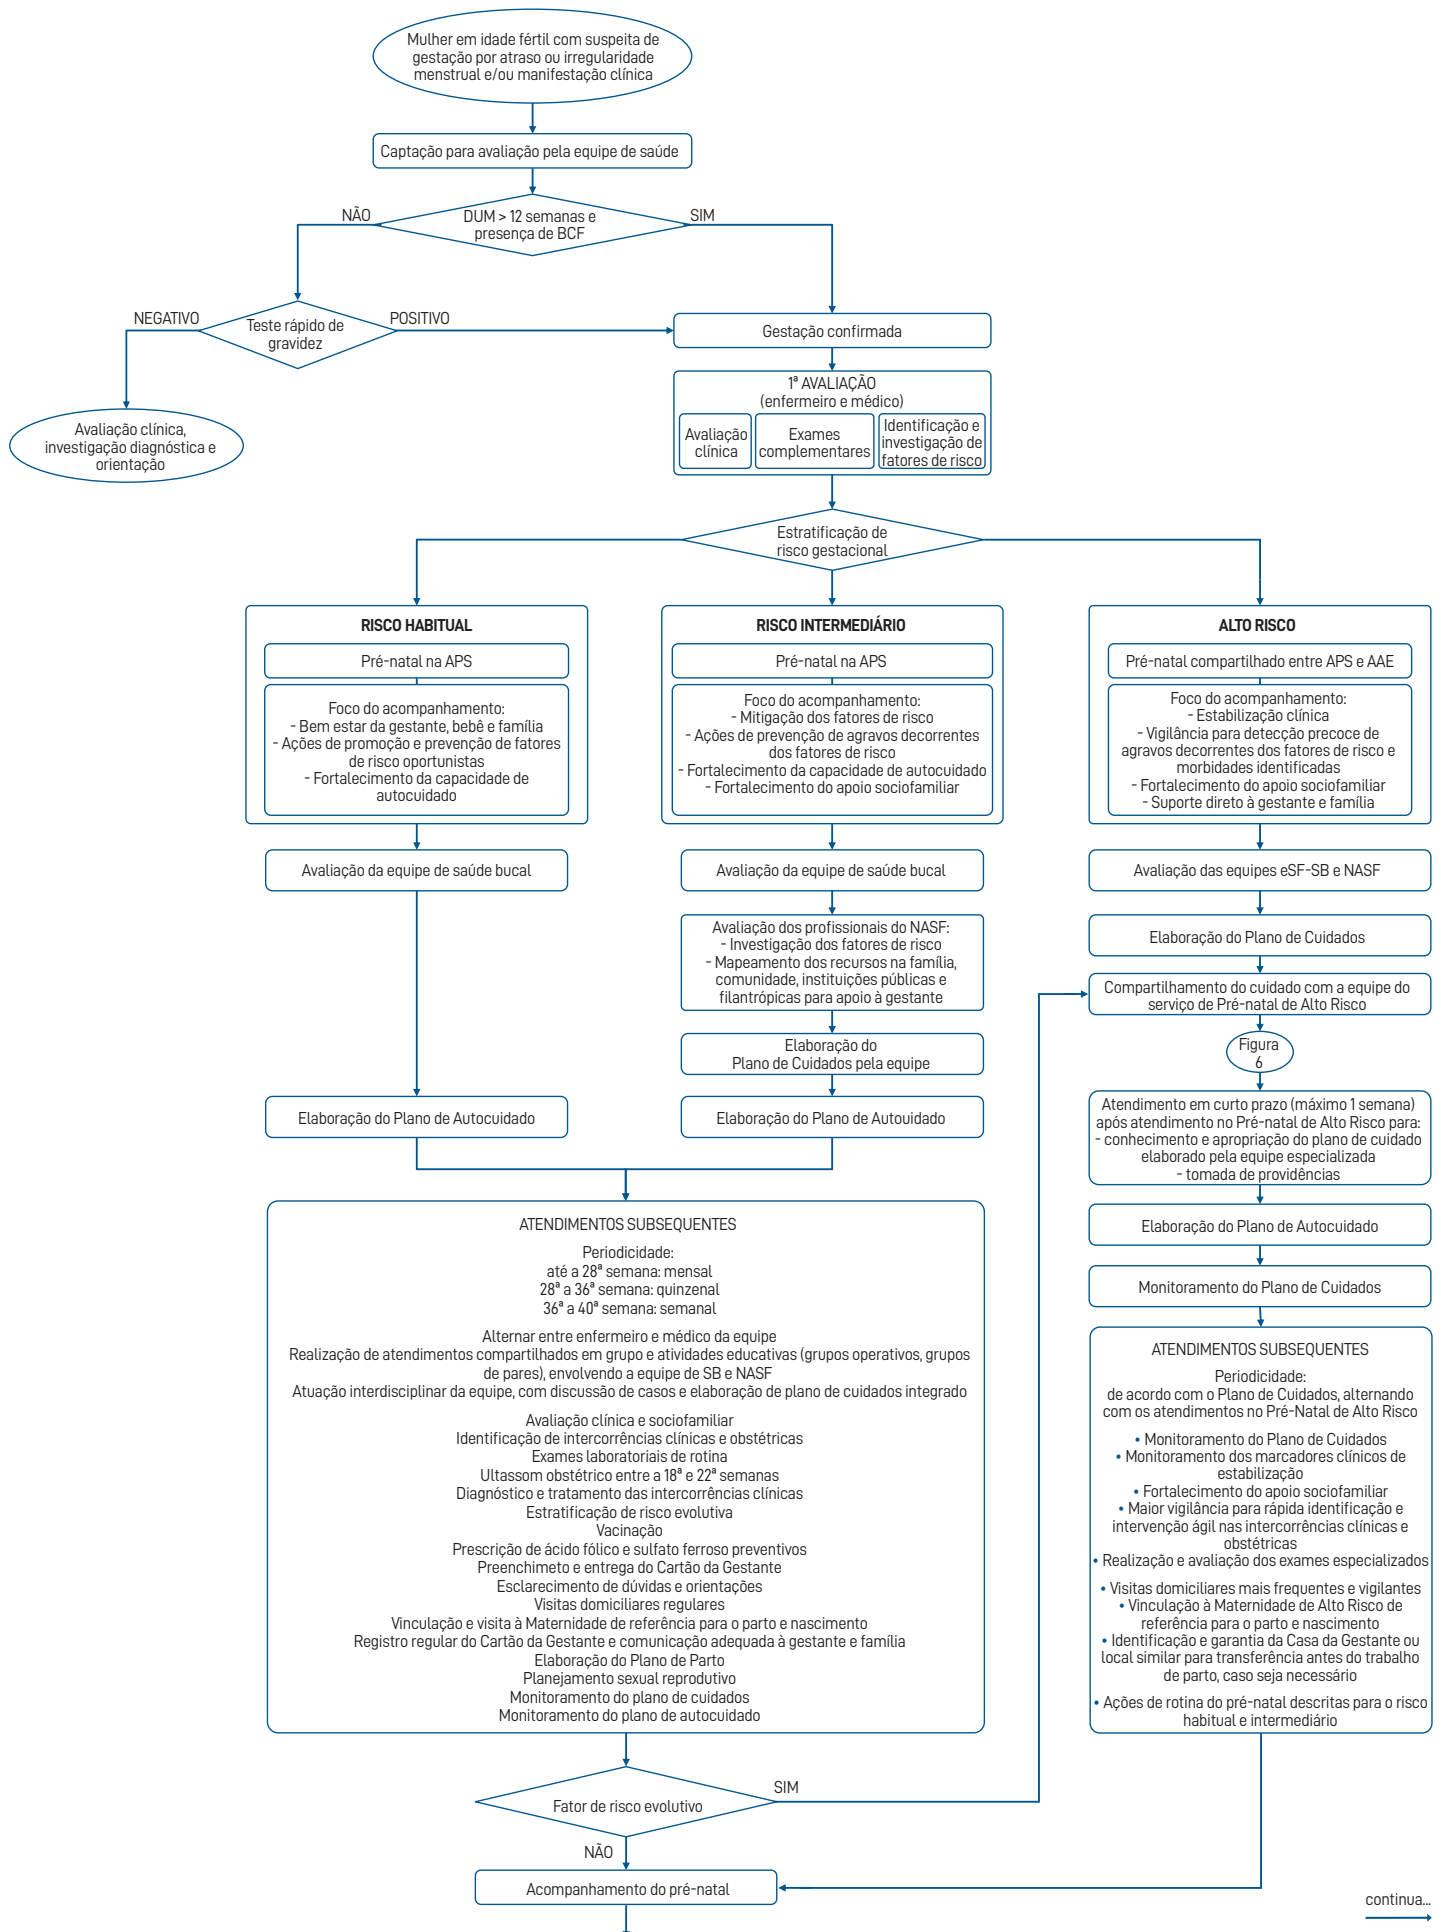 Mulher em idade fértil com suspeita de
gestação por atraso ou irregularidade
menstrual e/ou manifestação clínica
Captação para avaliação pela equipe de saúde
NÃO
DUM > 12 semanas e
presença de BCF
SIM
NEGATIVO
Teste rápido de
gravidez
POSITIVO
Gestação confirmada
Avaliação clínica,
investigação diagnóstica e
orientação
1ª AVALIAÇÃO
(enfermeiro e médico)
Avaliação
clínica
Exames
complementares
Identificação e
investigação de
fatores de risco
Estratificação de
risco gestacional
RISCO HABITUAL
Pré-natal na APS
Foco do acompanhamento:
- Bem estar da gestante, bebê e família
- Ações de promoção e prevenção de fatores
de risco oportunistas
- Fortalecimento da capacidade de
autocuidado
Avaliação da equipe de saúde bucal
Elaboração do Plano de Autocuidado
RISCO INTERMEDIÁRIO
Pré-natal na APS
Foco do acompanhamento:
- Mitigação dos fatores de risco
- Ações de prevenção de agravos decorrentes
dos fatores de risco
- Fortalecimento da capacidade de autocuidado
- Fortalecimento do apoio sociofamiliar
Avaliação da equipe de saúde bucal
Avaliação dos profissionais do NASF:
- Investigação dos fatores de risco
- Mapeamento dos recursos na família,
comunidade, instituições públicas e
filantrópicas para apoio à gestante
Elaboração do
Plano de Cuidados pela equipe
Elaboração do Plano de Autouidado
ALTO RISCO
Pré-natal compartilhado entre APS e AAE
Foco do acompanhamento:
- Estabilização clínica
- Vigilância para detecção precoce de
agravos decorrentes dos fatores de risco e
morbidades identificadas
- Fortalecimento do apoio sociofamiliar
- Suporte direto à gestante e família
Avaliação das equipes eSF-SB e NASF
Elaboração do Plano de Cuidados
Compartilhamento do cuidado com a equipe do
serviço de Pré-natal de Alto Risco
Figura
6
Atendimento em curto prazo (máximo 1 semana)
após atendimento no Pré-natal de Alto Risco para:
- conhecimento e apropriação do plano de cuidado
elaborado pela equipe especializada
- tomada de providências
Elaboração do Plano de Autocuidado
Monitoramento do Plano de Cuidados
ATENDIMENTOS SUBSEQUENTES
Periodicidade:
até a 28ª semana: mensal
28ª a 36ª semana: quinzenal
36ª a 40ª semana: semanal
Alternar entre enfermeiro e médico da equipe
Realização de atendimentos compartilhados em grupo e atividades educativas (grupos operativos, grupos
de pares), envolvendo a equipe de SB e NASF
Atuação interdisciplinar da equipe, com discussão de casos e elaboração de plano de cuidados integrado
Avaliação clínica e sociofamiliar
Identificação de intercorrências clínicas e obstétricas
Exames laboratoriais de rotina
Ultassom obstétrico entre a 18ª e 22ª semanas
Diagnóstico e tratamento das intercorrências clínicas
Estratificação de risco evolutiva
Vacinação
Prescrição de ácido fólico e sulfato ferroso preventivos
Preenchimeto e entrega do Cartão da Gestante
Esclarecimento de dúvidas e orientações
Visitas domiciliares regulares
Vinculação e visita à Maternidade de referência para o parto e nascimento
Registro regular do Cartão da Gestante e comunicação adequada à gestante e família
Elaboração do Plano de Parto
Planejamento sexual reprodutivo
Monitoramento do plano de cuidados
Monitoramento do plano de autocuidado
ATENDIMENTOS SUBSEQUENTES
Periodicidade:
de acordo com o Plano de Cuidados, alternando
com os atendimentos no Pré-Natal de Alto Risco
• Monitoramento do Plano de Cuidados
• Monitoramento dos marcadores clínicos de
estabilização
• Fortalecimento do apoio sociofamiliar
• Maior vigilância para rápida identificação e
intervenção ágil nas intercorrências clínicas e
obstétricas
• Realização e avaliação dos exames especializados
• Visitas domiciliares mais frequentes e vigilantes
• Vinculação à Maternidade de Alto Risco de
referência para o parto e nascimento
• Identificação e garantia da Casa da Gestante ou
local similar para transferência antes do trabalho
de parto, caso seja necessário
• Ações de rotina do pré-natal descritas para o risco
habitual e intermediário
Fator de risco evolutivo
SIM
NÃO
Acompanhamento do pré-natal
continua...